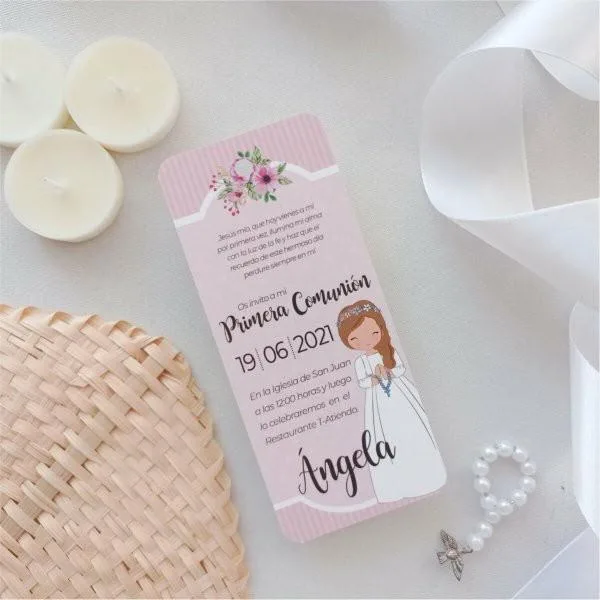 Jesús mío, que hoy vienes a mi
por primera vez, ilumina mi alma
con la luz de la fe y haz que el
recuerdo de este hermoso día
perdure siempre en mí
Os invito a mi
Primera Comunión
19 06 2021
En la Iglesia de San Juan
a las 12:00 horas y luego
lo celebraremos en el
Restaurante T-Atiendo.
Ángela